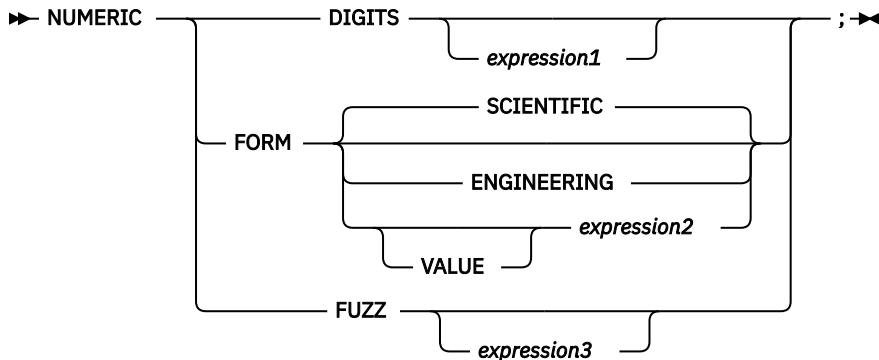 NUMERIC DIGITS ;
expression1
SCIENTIFIC
FORM
ENGINEERING
expression2
VALUE
FUZZ
expression3